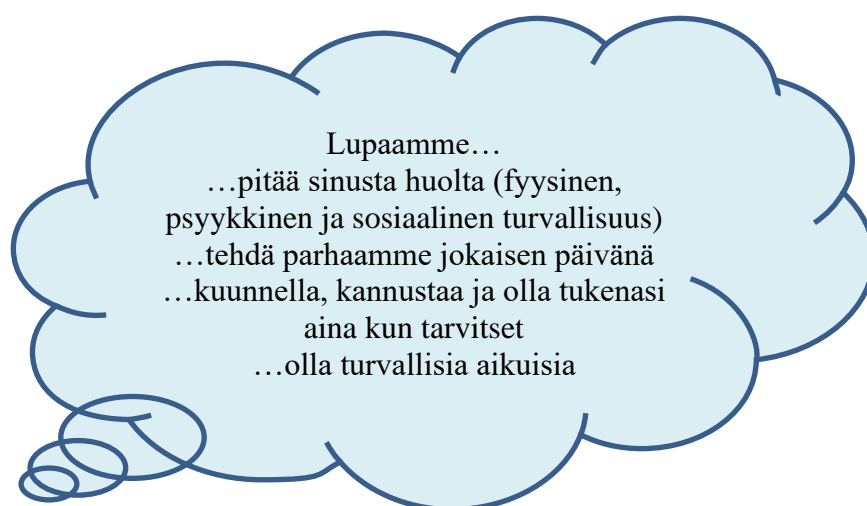 Lupaamme…
…pitää sinusta huolta (fyysinen,
psyykkinen ja sosiaalinen turvallisuus)
…tehdä parhaamme jokaisen päivänä
…kuunnella, kannustaa ja olla tukenasi
aina kun tarvitset
…olla turvallisia aikuisia